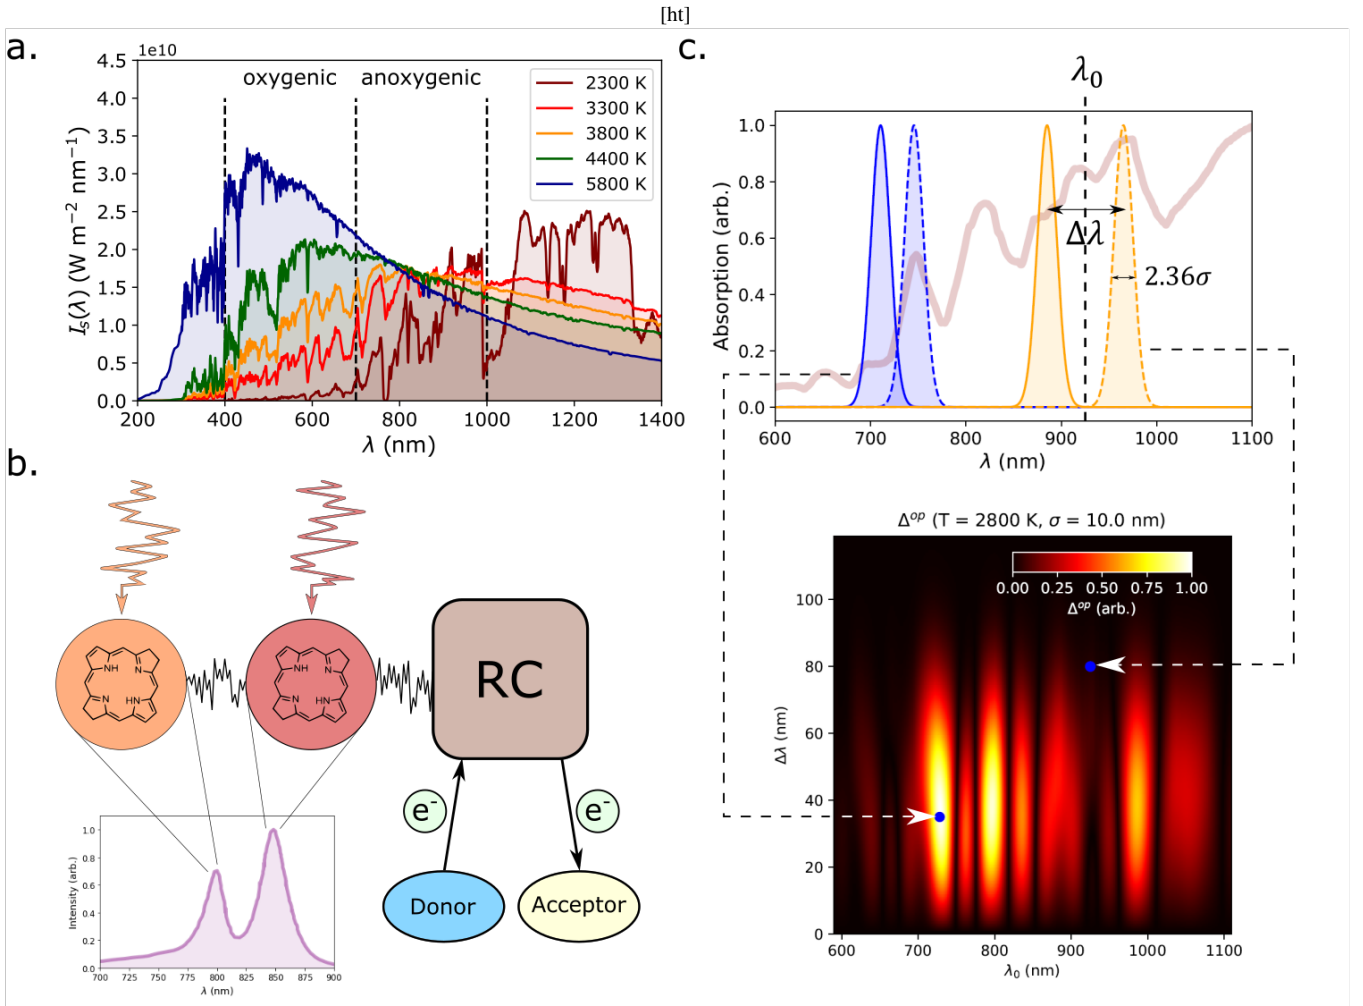 [ht]
a.
1e10
oxygenic
anoxygenic
2300 K
3300 K
3800 K
4400 K
5800 K
I_s(λ) (W m⁻² nm⁻¹)
4.5
4.0
3.5
3.0
2.5
2.0
1.5
1.0
0.5
0.0
200 400 600 800 1000 1200 1400
λ (nm)
b.
NH N
N HN
NH N
N HN
RC
e⁻
e⁻
Donor
Acceptor
Intensity (arb.)
1.0
0.8
0.6
0.4
0.2
0.0
700 725 750 775 800 825 850 875 900
λ (nm)
c.
λ₀
Absorption (arb.)
1.0
0.8
0.6
0.4
0.2
0.0
Δλ
2.36σ
600 700 800 900 1000 1100
λ (nm)
Δᵒᵖ (T = 2800 K, σ = 10.0 nm)
0.00 0.25 0.50 0.75 1.00
Δᵒᵖ (arb.)
Δλ (nm)
100
80
60
40
20
0
600 700 800 900 1000 1100
λ₀ (nm)